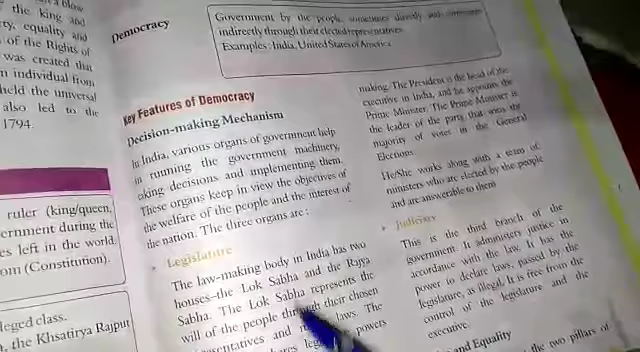 a blow
the king and
rty, equality and
of the Rights of
was created that
n individual from
held the universal
also led to the
1794.
ruler (king/queen,
ernment during the
es left in the world.
om (Constitution).
leged class.
, the Khsatirya Rajput
Democracy
Government by the people, sometimes directly and sometimes
indirectly through their elected representatives.
Examples : India, United States of America
Key Features of Democracy
Decision-making Mechanism
In India, various organs of government help
in running the government machinery,
taking decisions and implementing them.
These organs keep in view the objectives of
the welfare of the people and the interest of
the nation. The three organs are :
• Legislature
The law-making body in India has two
houses–the Lok Sabha and the Rajya
Sabha. The Lok Sabha represents the
will of the people through their chosen
laws. The
powers
making. The President is the head of the
executive in India, and he appoints the
Prime Minister. The Prime Minister is
the leader of the party that wins the
majority of votes in the General
Elections.
He/She works along with a team of
ministers who are elected by the people
and are answerable to them
• Judiciary
This is the third branch of the
government. It administers justice in
accordance with the law. It has the
power to declare laws, passed by the
legislature, as illegal. It is free from the
control of the legislature and the
executive.
and Equality
the two pillars of